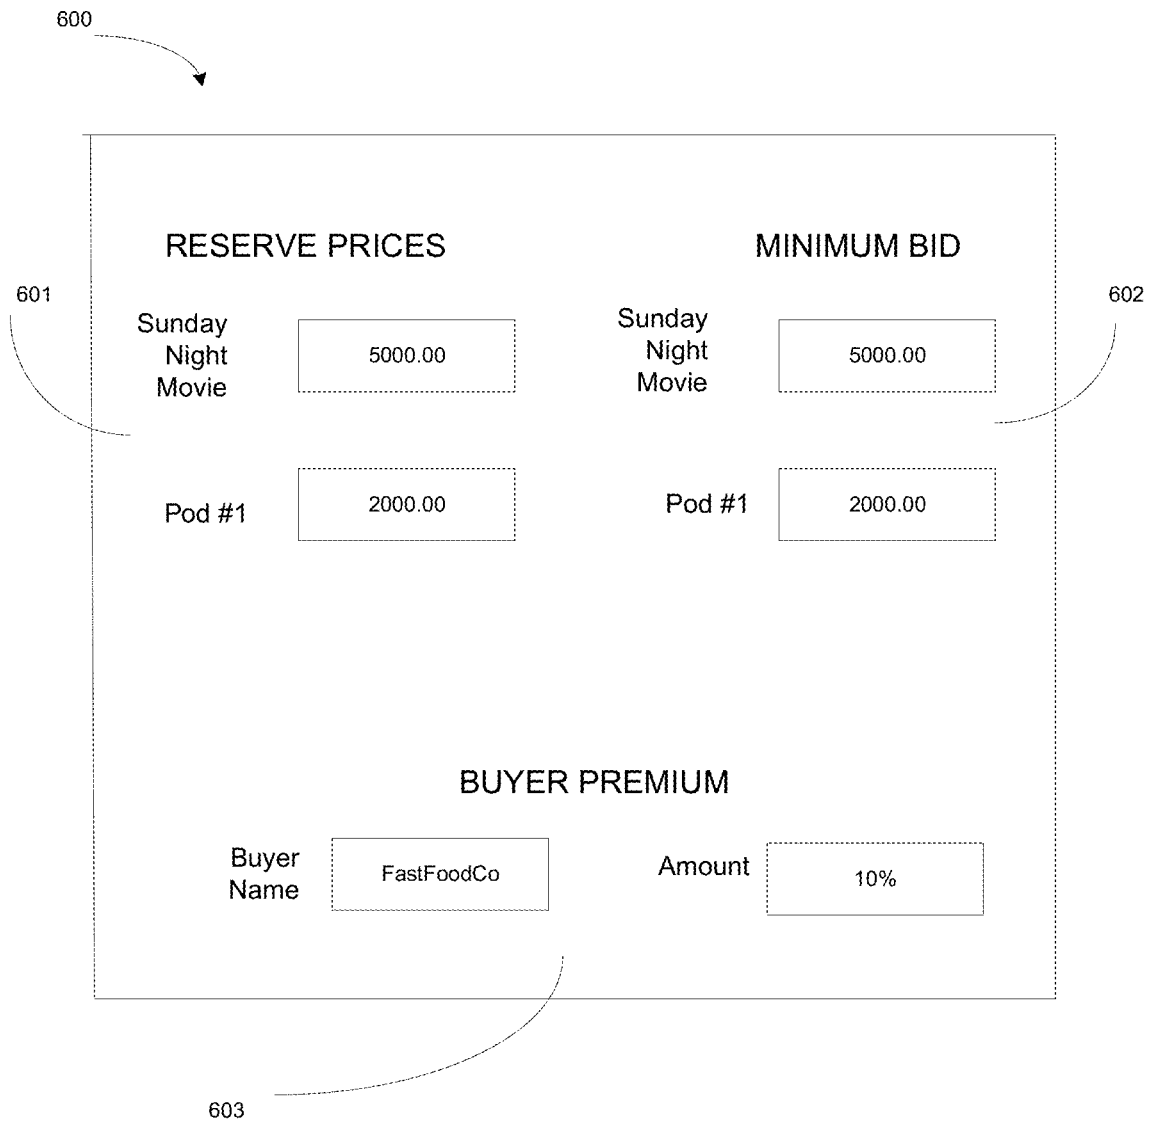 600
RESERVE PRICES
MINIMUM BID
601
602
Sunday
Night
Movie
5000.00
Sunday
Night
Movie
5000.00
Pod #1
2000.00
Pod #1
2000.00
BUYER PREMIUM
Buyer
Name
FastFoodCo
Amount
10%
603